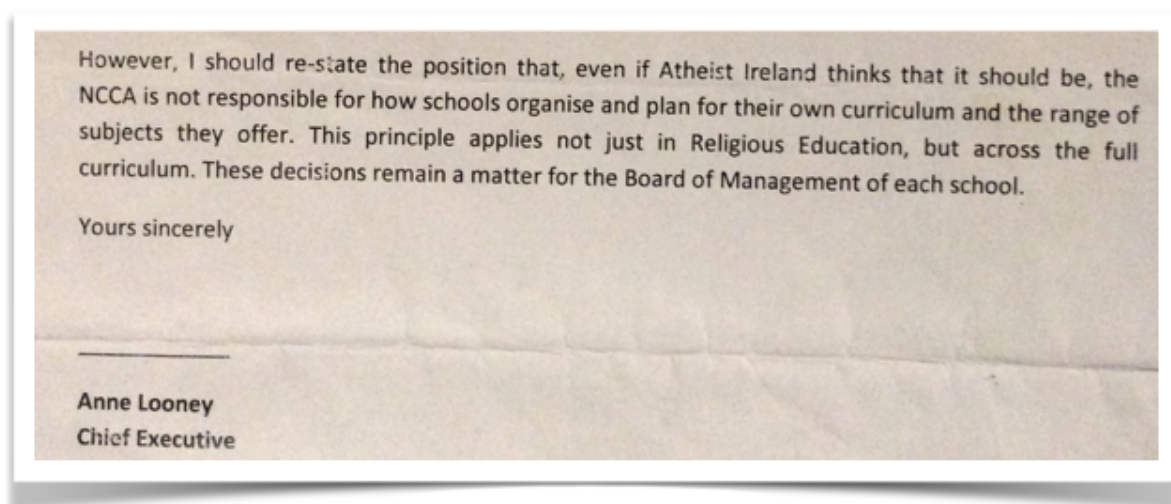 However, I should re-state the position that, even if Atheist Ireland thinks that it should be, the
NCCA is not responsible for how schools organise and plan for their own curriculum and the range of
subjects they offer. This principle applies not just in Religious Education, but across the full
curriculum. These decisions remain a matter for the Board of Management of each school.
Yours sincerely
Anne Looney
Chief Executive